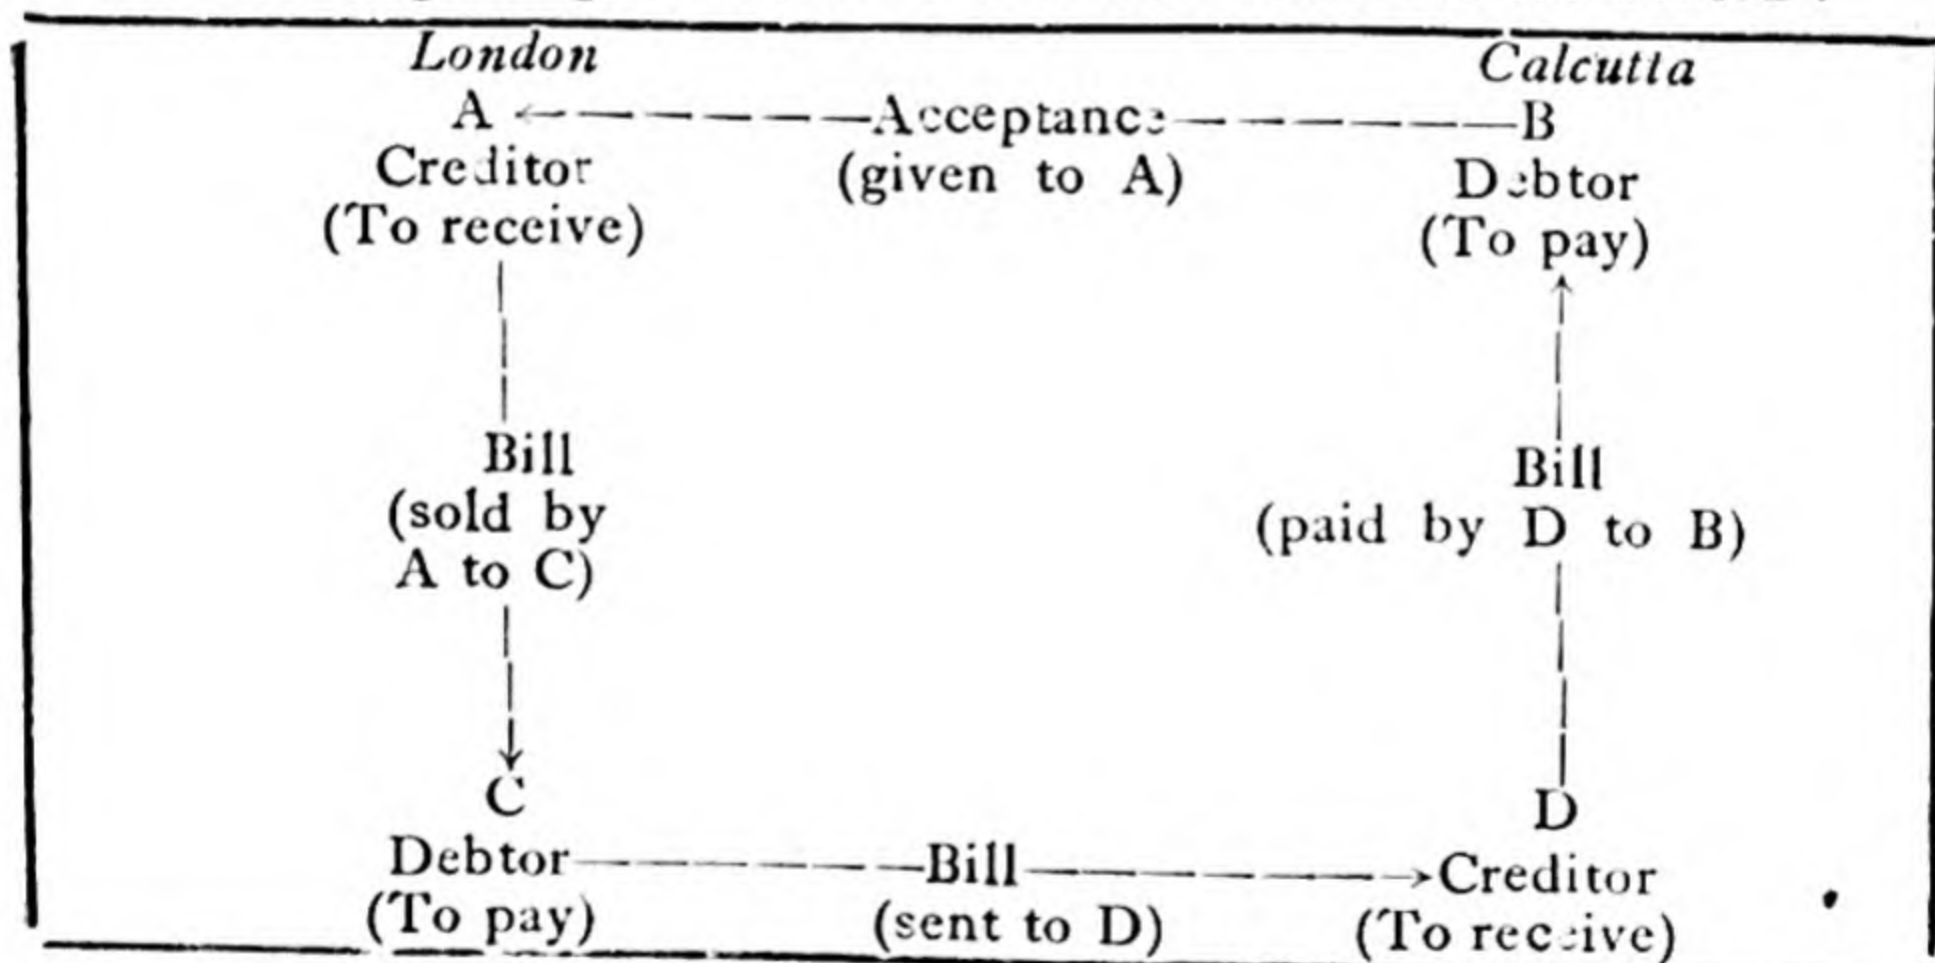 London Calcutta
A Acceptance B
Creditor (given to A) Debtor
(To receive) (To pay)
Bill Bill
(sold by (paid by D to B)
A to C)
C D
Debtor Bill Creditor
(To pay) (sent to D) (To receive)